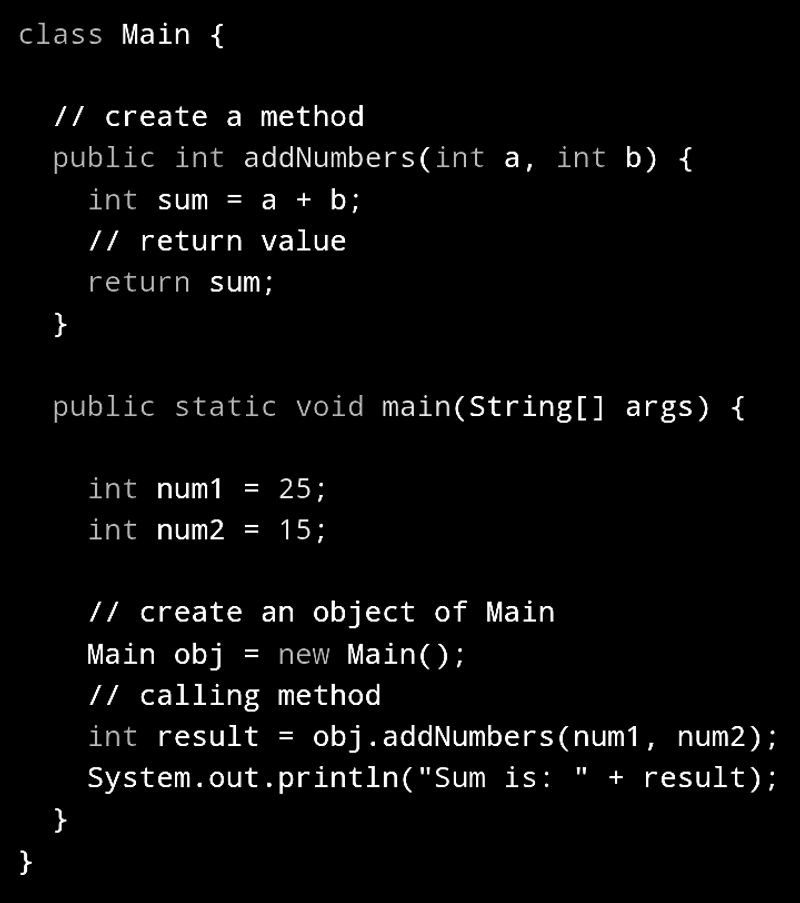 class Main {
// create a method
public int addNumbers(int a, int b) {
int sum = a + b;
// return value
return sum;
}
public static void main(String[] args) {
int num1 = 25;
int num2 = 15;
// create an object of Main
Main obj = new Main();
// calling method
int result = obj.addNumbers(num1, num2);
System.out.println("Sum is: " + result);
}
}